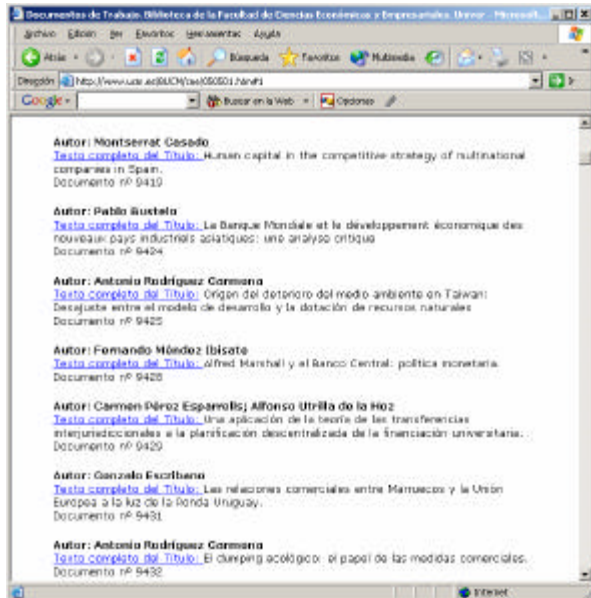 Documentos de Trabajo. Biblioteca de la Facultad de Ciencias Económicas y Empresariales. Univer - Microsoft
Archivo Edición Ver Favoritos Herramientas Ayuda
Atrás Búsqueda Favoritos Multimedia
Dirección http://www.ucm.es/BUCM/cee/
Google Buscar en la Web Opciones
Autor: Montserrat Casado
Texto completo del Título: Human capital in the competitive strategy of multinational
companies in Spain.
Documento nº 9419
Autor: Pablo Bustelo
Texto completo del Título: La Banque Mondiale et le développement économique des
nouveaux pays industriels asiatiques: une analyse critique
Documento nº 9424
Autor: Antonio Rodríguez Carmona
Texto completo del Título: Origen del deterioro del medio ambiente en Taiwan:
Desajuste entre el modelo de desarrollo y la dotación de recursos naturales
Documento nº 9425
Autor: Fernando Méndez Ibisate
Texto completo del Título: Alfred Marshall y el Banco Central: política monetaria.
Documento nº 9428
Autor: Carmen Pérez Esparrells; Alfonso Utrilla de la Hoz
Texto completo del Título: Una aplicación de la teoría de las transferencias
interjurisdiccionales a la planificación descentralizada de la financiación universitaria.
Documento nº 9429
Autor: Gonzalo Escribano
Texto completo del Título: Las relaciones comerciales entre Marruecos y la Unión
Europea a la luz de la Ronda Uruguay.
Documento nº 9431
Autor: Antonio Rodríguez Carmona
Texto completo del Título: El dumping ecológico: el papel de las medidas comerciales.
Documento nº 9432
Internet